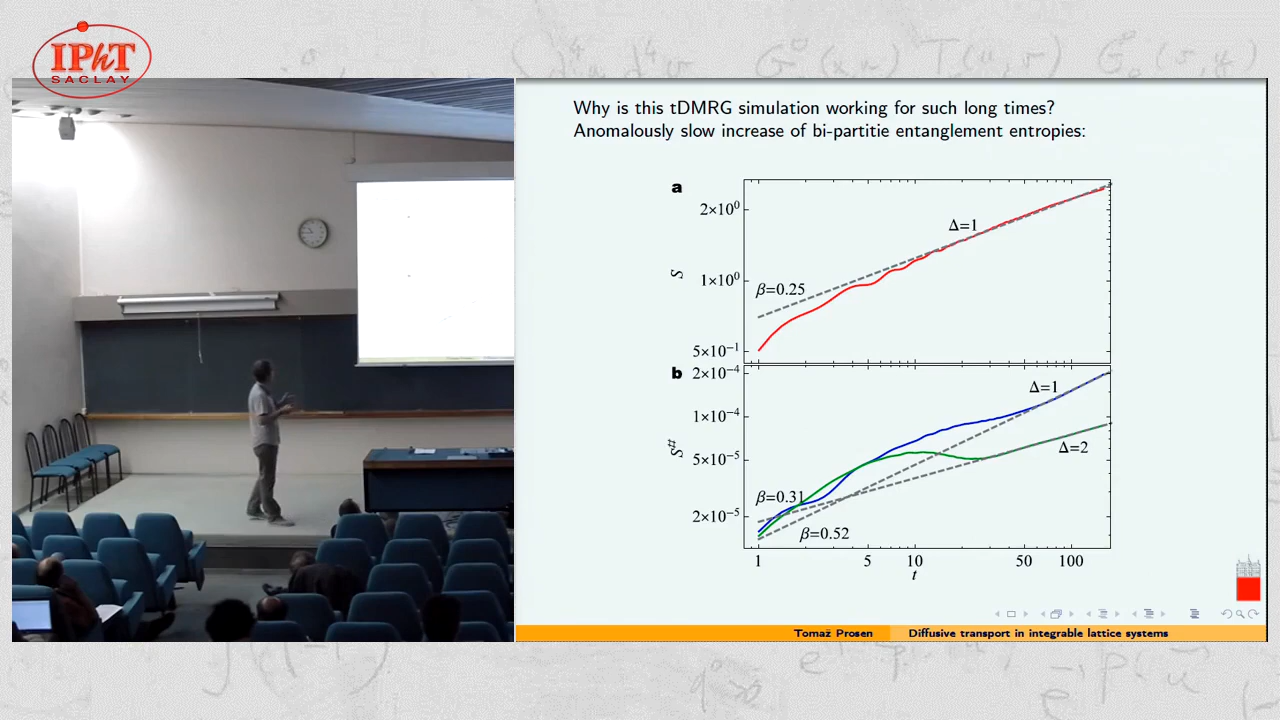 IPhT
SACLAY
Why is this tDMRG simulation working for such long times?
Anomalously slow increase of bi-partitie entanglement entropies:
a
2×10⁰
1×10⁰
5×10⁻¹
S
Δ=1
β=0.25
b
2×10⁻⁴
1×10⁻⁴
5×10⁻⁵
2×10⁻⁵
S♯
Δ=1
Δ=2
β=0.31
β=0.52
1
5
10
50
100
t
Tomaž Prosen
Diffusive transport in integrable lattice systems